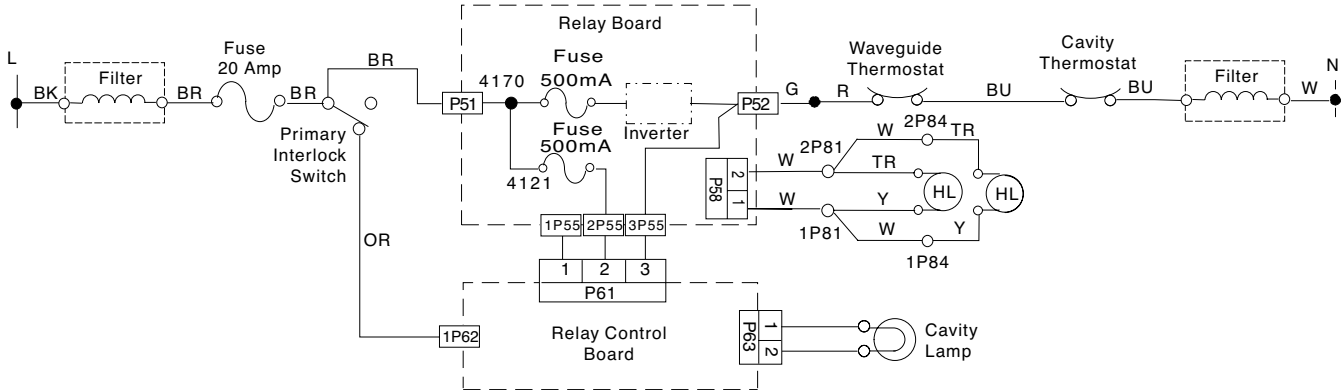 L
BK
Filter
BR
Fuse
20 Amp
BR
Primary
Interlock
Switch
BR
OR
Relay Board
P51
4170
Fuse
500mA
Inverter
Fuse
500mA
4121
P52
G
R
Waveguide
Thermostat
BU
Cavity
Thermostat
BU
Filter
W
N
P58
2
1
W
W
2P81
1P81
W
2P84
TR
TR
HL
HL
Y
W
Y
1P84
1P55
2P55
3P55
1
2
3
P61
1P62
Relay Control
Board
P63
1
2
Cavity
Lamp